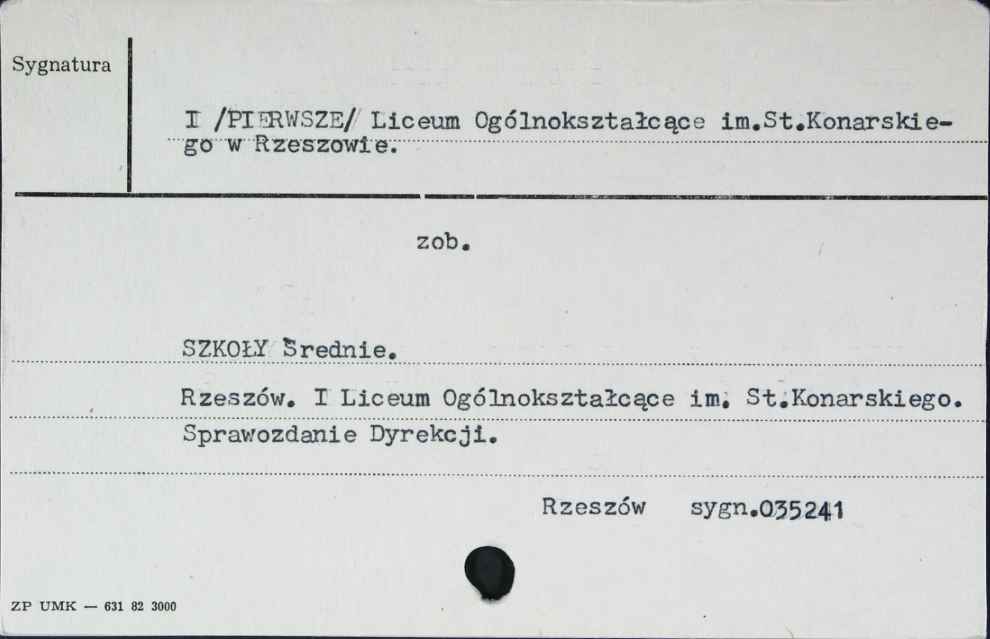 Sygnatura
I /PIERWSZE/ Liceum Ogólnokształcące im.St.Konarskie-
go w Rzeszowie.
zob.
SZKOŁY Średnie.
Rzeszów. I Liceum Ogólnokształcące im. St.Konarskiego.
Sprawozdanie Dyrekcji.
Rzeszów sygn.035241
ZP UMK — 631 82 3000